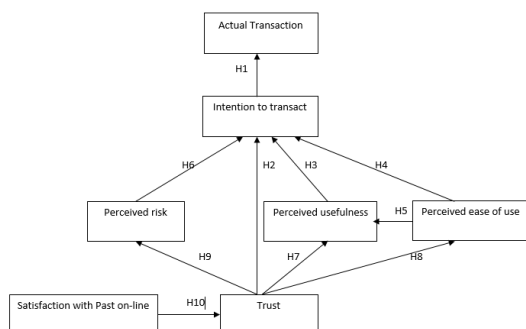 Actual Transaction
H1
Intention to transact
H6
H2
H3
H4
Perceived risk
Perceived usefulness
H5
Perceived ease of use
H9
H7
H8
Satisfaction with Past on-line
H10
Trust